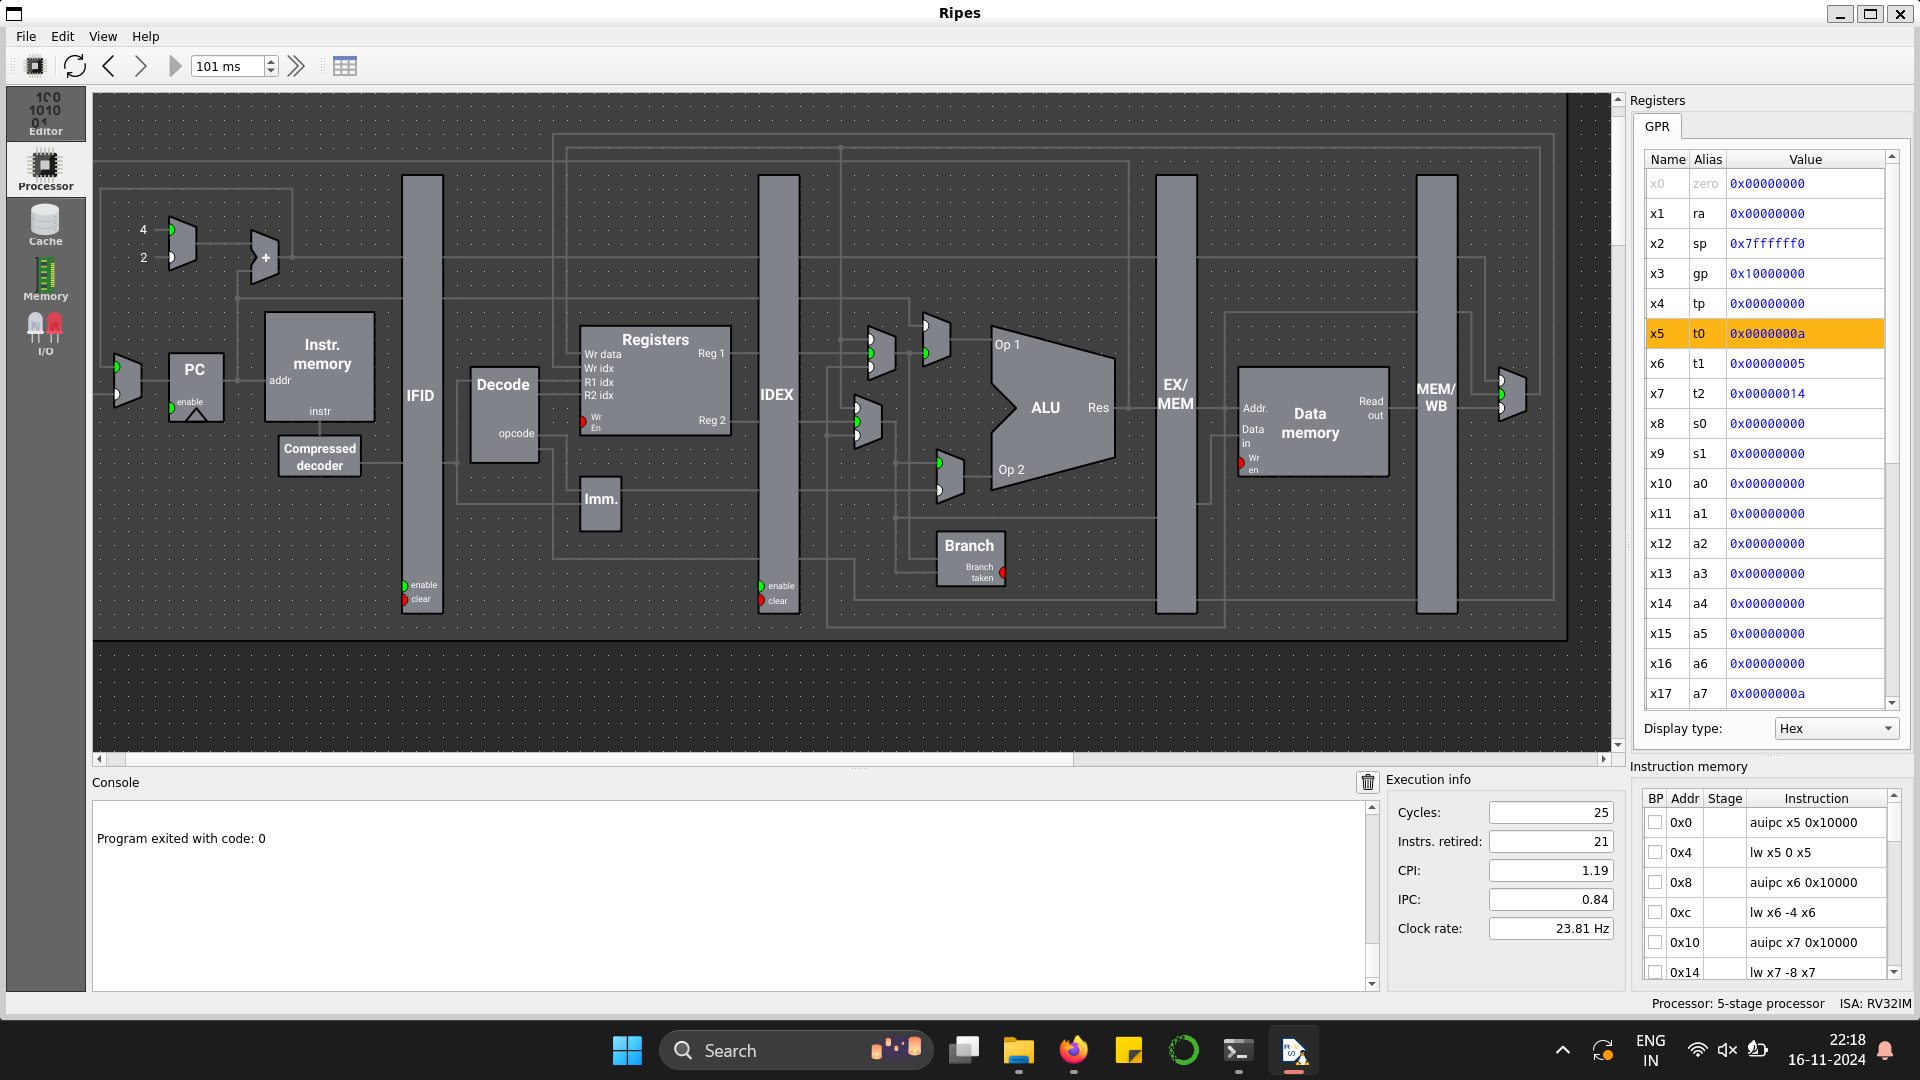 Ripes
File Edit View Help
101 ms
Editor
Processor
Cache
Memory
I/O
4
2
+
PC
enable
Instr.
memory
addr
instr
Compressed
decoder
IFID
enable
clear
Decode
opcode
Registers
Wr data
Wr idx
R1 idx
R2 idx
Wr
En
Reg 1
Reg 2
Imm.
IDEX
enable
clear
Op 1
ALU
Res
Op 2
Branch
Branch
taken
EX/
MEM
Addr.
Data
in
Wr
en
Data
memory
Read
out
MEM/
WB
Registers
GPR
Name Alias Value
x0 zero 0x00000000
x1 ra 0x00000000
x2 sp 0x7ffffff0
x3 gp 0x10000000
x4 tp 0x00000000
x5 t0 0x0000000a
x6 t1 0x00000005
x7 t2 0x00000014
x8 s0 0x00000000
x9 s1 0x00000000
x10 a0 0x00000000
x11 a1 0x00000000
x12 a2 0x00000000
x13 a3 0x00000000
x14 a4 0x00000000
x15 a5 0x00000000
x16 a6 0x00000000
x17 a7 0x0000000a
Display type: Hex
Console
Program exited with code: 0
Execution info
Cycles: 25
Instrs. retired: 21
CPI: 1.19
IPC: 0.84
Clock rate: 23.81 Hz
Instruction memory
BP Addr Stage Instruction
0x0 auipc x5 0x10000
0x4 lw x5 0 x5
0x8 auipc x6 0x10000
0xc lw x6 -4 x6
0x10 auipc x7 0x10000
0x14 lw x7 -8 x7
Processor: 5-stage processor ISA: RV32IM
Search
ENG
IN
22:18
16-11-2024